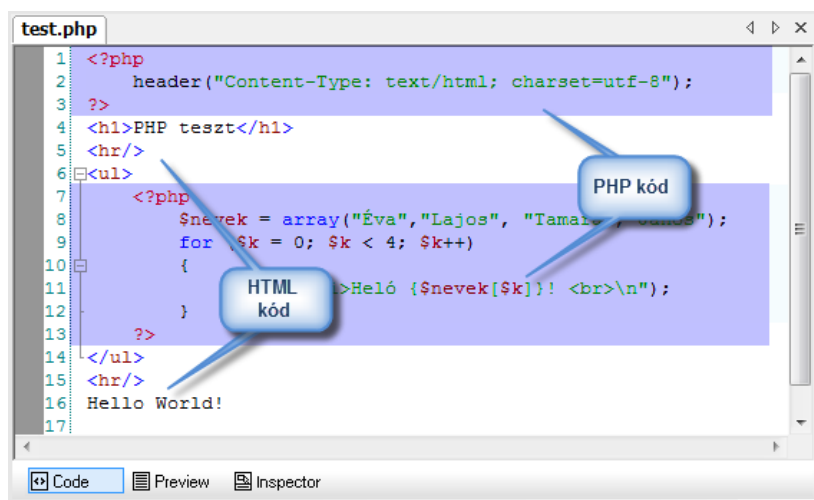 test.php
1 <?php
2 header("Content-Type: text/html; charset=utf-8");
3 ?>
4 <h1>PHP teszt</h1>
5 <hr/>
6 <ul>
7 <?php
8 $nevek = array("Éva","Lajos", "Tamara",
9 for ($k = 0; $k < 4; $k++)
10 {
11 >Heló {$nevek[$k]}! <br>\n");
12 }
13 ?>
14 </ul>
15 <hr/>
16 Hello World!
17
PHP kód
HTML
kód
Code Preview Inspector